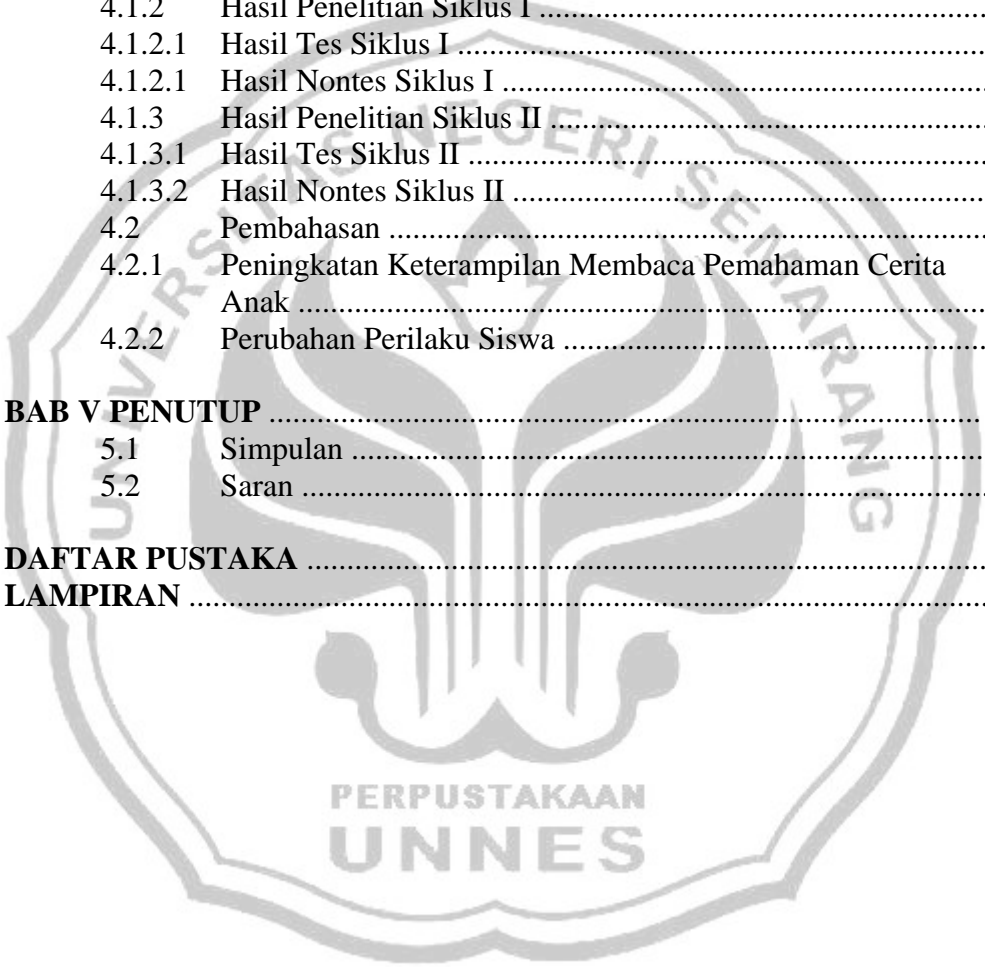 4.1.2 Hasil Penelitian Siklus I ........................................................
4.1.2.1 Hasil Tes Siklus I ..................................................................
4.1.2.1 Hasil Nontes Siklus I .............................................................
4.1.3 Hasil Penelitian Siklus II .......................................................
4.1.3.1 Hasil Tes Siklus II .................................................................
4.1.3.2 Hasil Nontes Siklus II ............................................................
4.2 Pembahasan ...........................................................................
4.2.1 Peningkatan Keterampilan Membaca Pemahaman Cerita
Anak ......................................................................................
4.2.2 Perubahan Perilaku Siswa .....................................................
BAB V PENUTUP .........................................................................................
5.1 Simpulan ................................................................................
5.2 Saran ......................................................................................
DAFTAR PUSTAKA .....................................................................................
LAMPIRAN ...................................................................................................
UNIVERSITAS NEGERI SEMARANG
PERPUSTAKAAN
UNNES